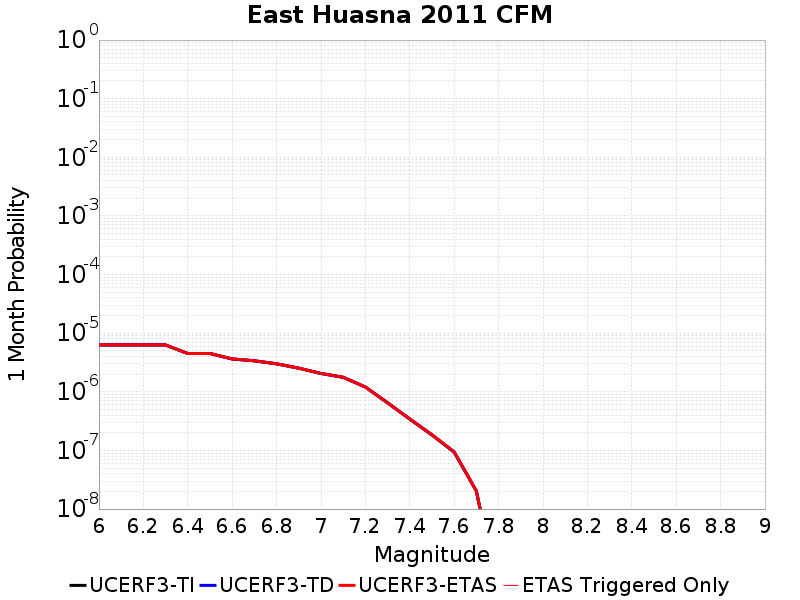 East Huasna 2011 CFM
10^0
10^-1
10^-2
10^-3
10^-4
10^-5
10^-6
10^-7
10^-8
1 Month Probability
6 6.2 6.4 6.6 6.8 7 7.2 7.4 7.6 7.8 8 8.2 8.4 8.6 8.8 9
Magnitude
UCERF3-TI UCERF3-TD UCERF3-ETAS ETAS Triggered Only